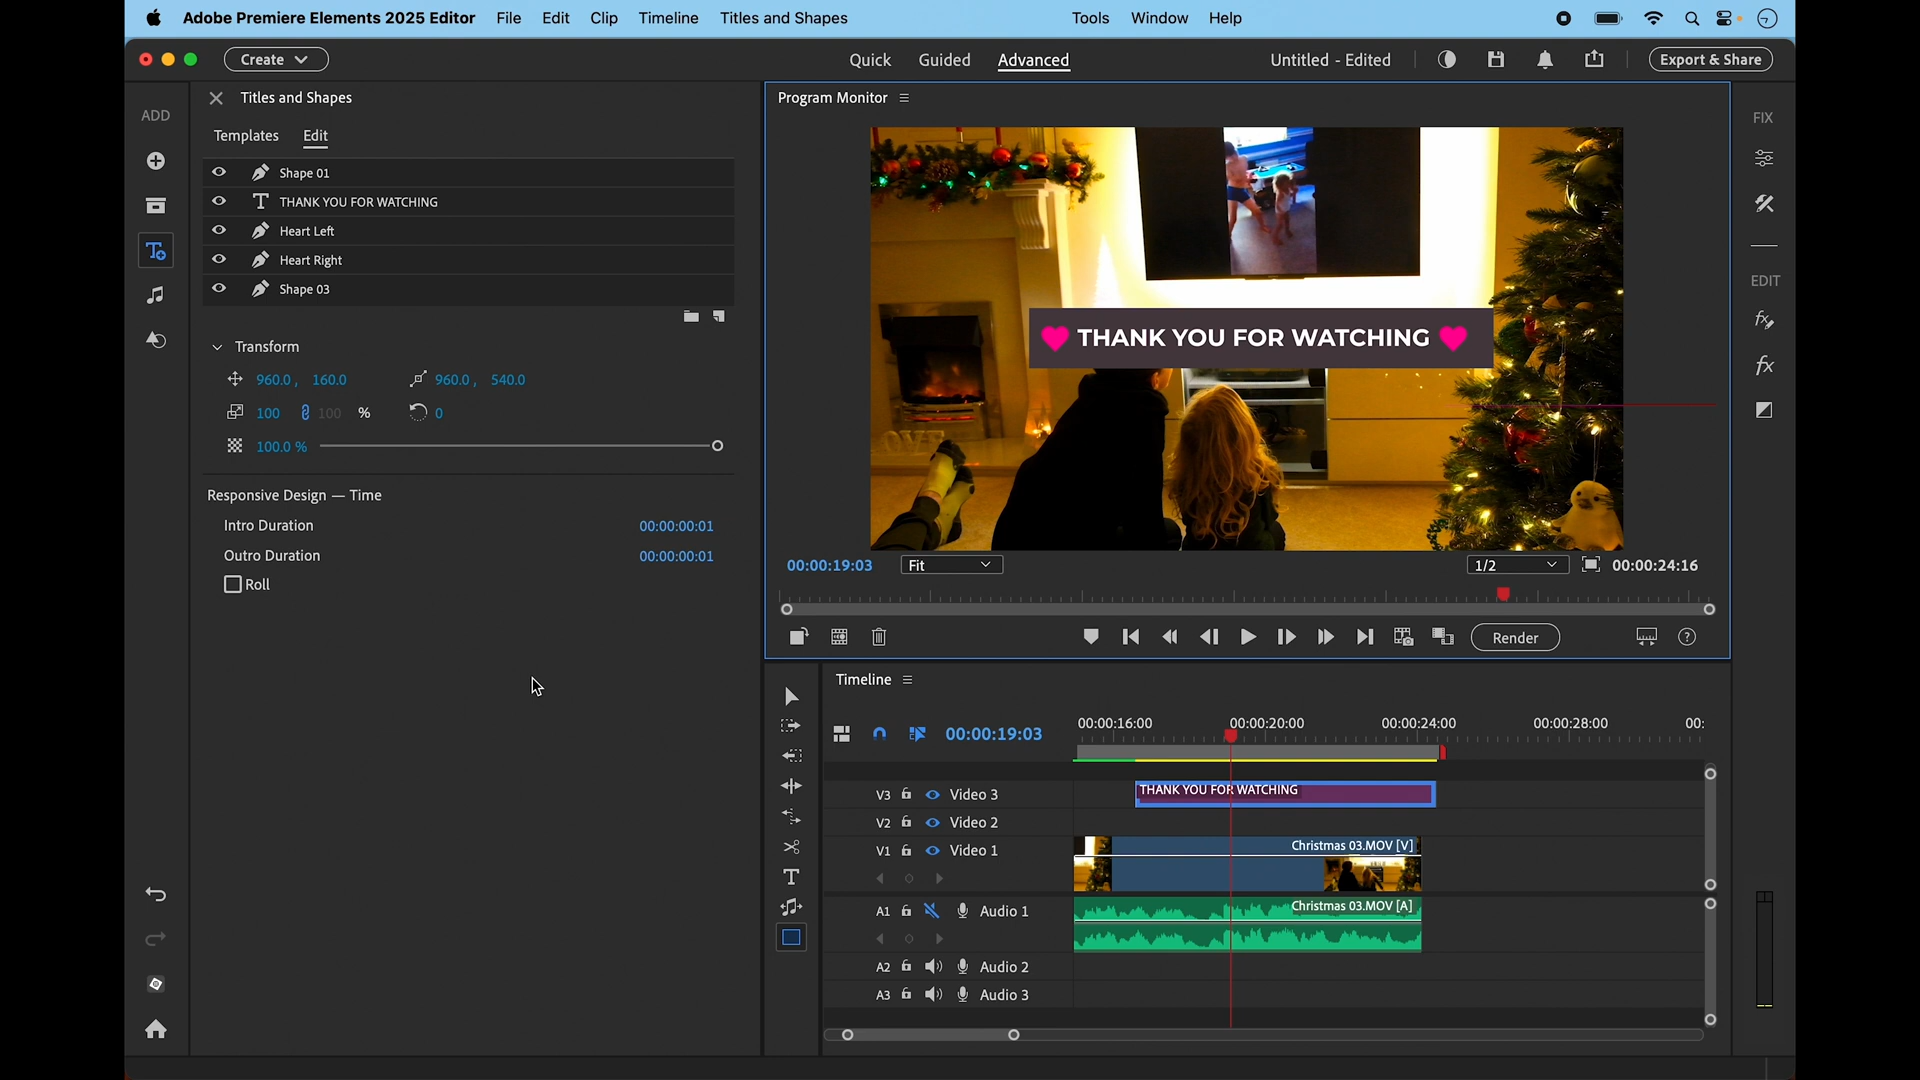 Adobe Premiere Elements 2025 Editor File Edit Clip Timeline Titles and Shapes Tools Window Help
Create Quick Guided Advanced Untitled - Edited Export & Share
ADD
Titles and Shapes
Templates Edit
Shape 01
THANK YOU FOR WATCHING
Heart Left
Heart Right
Shape 03
Transform
960.0 , 160.0 960.0 , 540.0
100 100 % 0
100.0 %
Responsive Design — Time
Intro Duration 00:00:00:01
Outro Duration 00:00:00:01
Roll
Program Monitor
THANK YOU FOR WATCHING
00:00:19:03 Fit 1/2 00:00:24:16
Render
FIX
EDIT
Timeline
00:00:19:03 00:00:16:00 00:00:20:00 00:00:24:00 00:00:28:00 00:
V3 Video 3 THANK YOU FOR WATCHING
V2 Video 2
V1 Video 1 Christmas 03.MOV [V]
A1 Audio 1 Christmas 03.MOV [A]
A2 Audio 2
A3 Audio 3